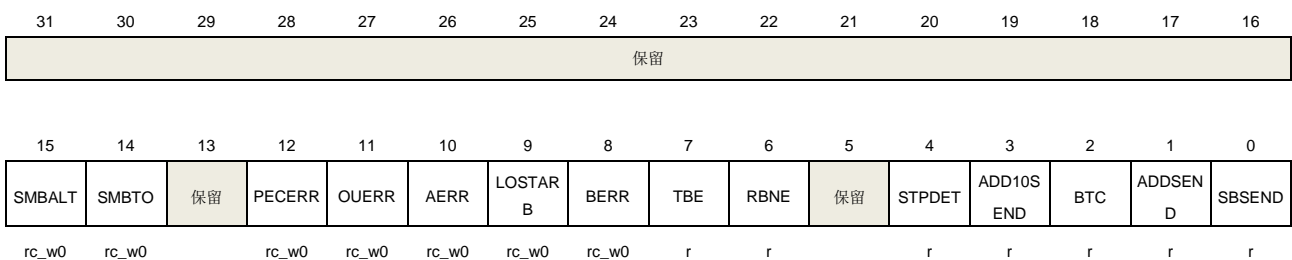 31 30 29 28 27 26 25 24 23 22 21 20 19 18 17 16
保留
15 14 13 12 11 10 9 8 7 6 5 4 3 2 1 0
SMBALT SMBTO 保留 PECERR OUERR AERR LOSTAR B BERR TBE RBNE 保留 STPDET ADD10S END BTC ADDSEN D SBSEND
rc_w0 rc_w0 rc_w0 rc_w0 rc_w0 rc_w0 rc_w0 r r r r r r r